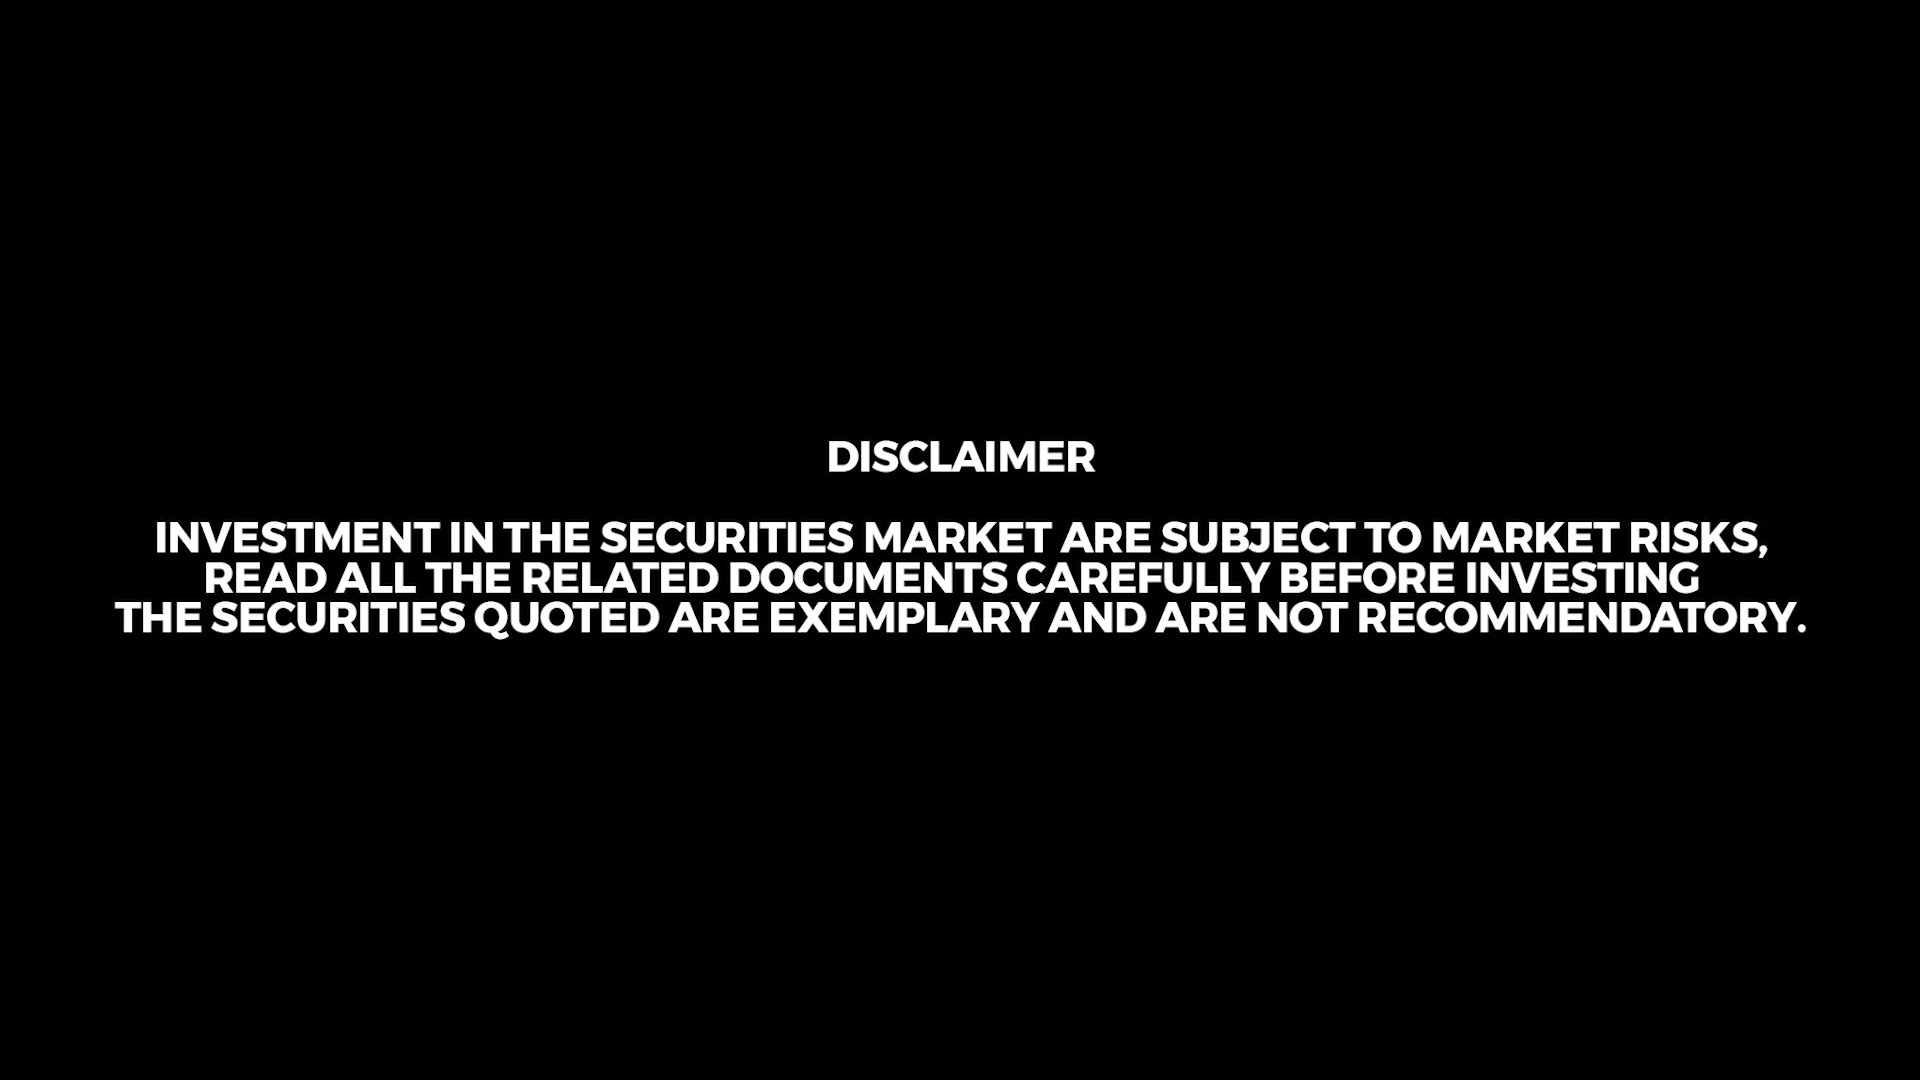 DISCLAIMER
INVESTMENT IN THE SECURITIES MARKET ARE SUBJECT TO MARKET RISKS,
READ ALL THE RELATED DOCUMENTS CAREFULLY BEFORE INVESTING
THE SECURITIES QUOTED ARE EXEMPLARY AND ARE NOT RECOMMENDATORY.